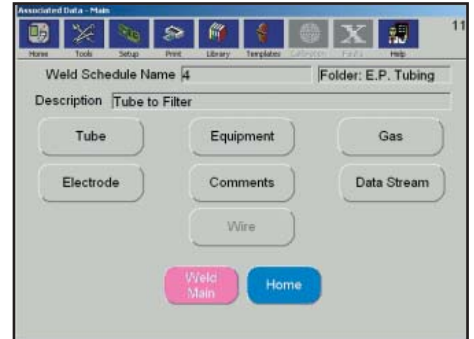 Associated Data - Main
Home Tools Setup Print Library Templates Calibration Faults Help
11
Weld Schedule Name 4 Folder: E.P. Tubing
Description Tube to Filter
Tube Equipment Gas
Electrode Comments Data Stream
Wire
Weld
Main
Home